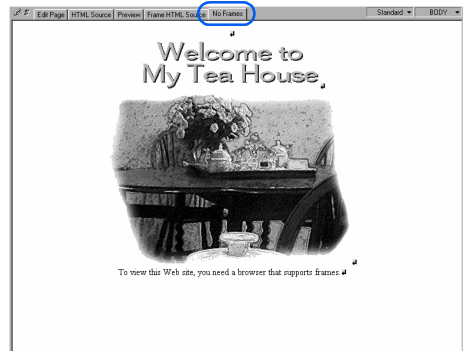 Edit Page HTML Source Preview Frame HTML Source No Frames Standard BODY
Welcome to
My Tea House
To view this Web site, you need a browser that supports frames.